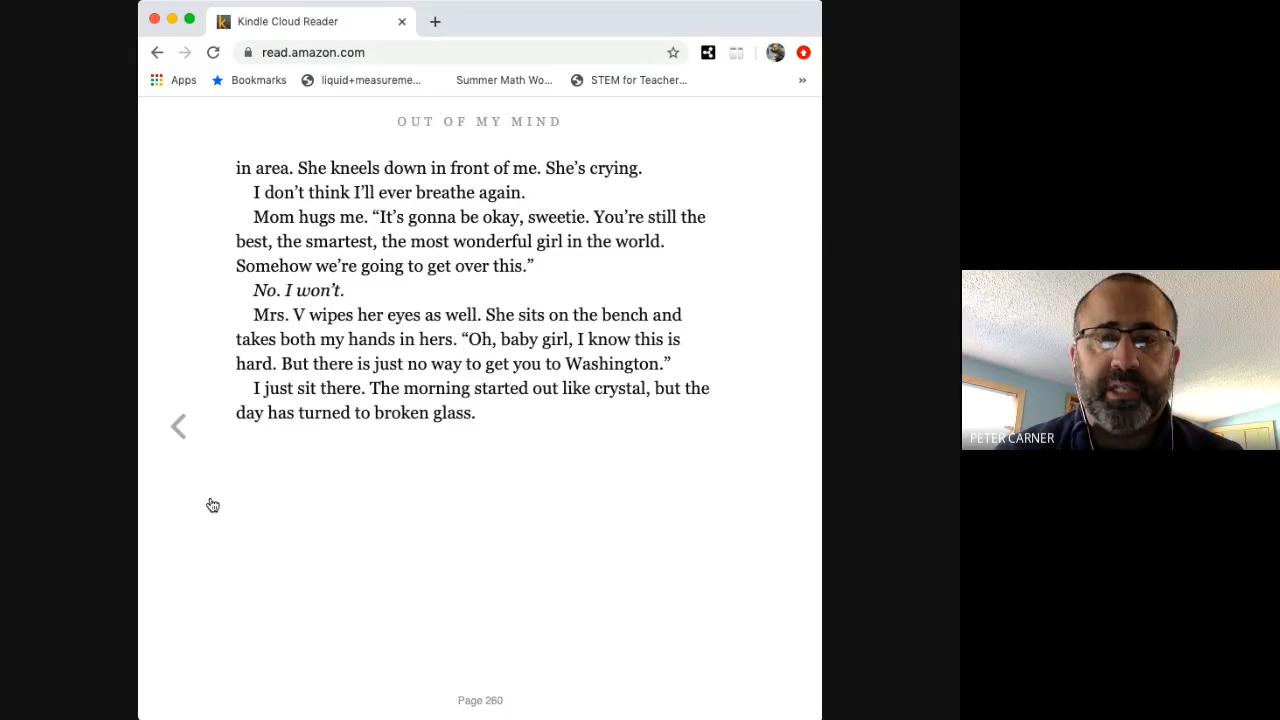 Kindle Cloud Reader
read.amazon.com
Apps Bookmarks liquid+measureme... Summer Math Wo... STEM for Teacher... »
OUT OF MY MIND
in area. She kneels down in front of me. She’s crying.
I don’t think I’ll ever breathe again.
Mom hugs me. “It’s gonna be okay, sweetie. You’re still the
best, the smartest, the most wonderful girl in the world.
Somehow we’re going to get over this.”
No. I won’t.
Mrs. V wipes her eyes as well. She sits on the bench and
takes both my hands in hers. “Oh, baby girl, I know this is
hard. But there is just no way to get you to Washington.”
I just sit there. The morning started out like crystal, but the
day has turned to broken glass.
PETER CARNER
Page 260